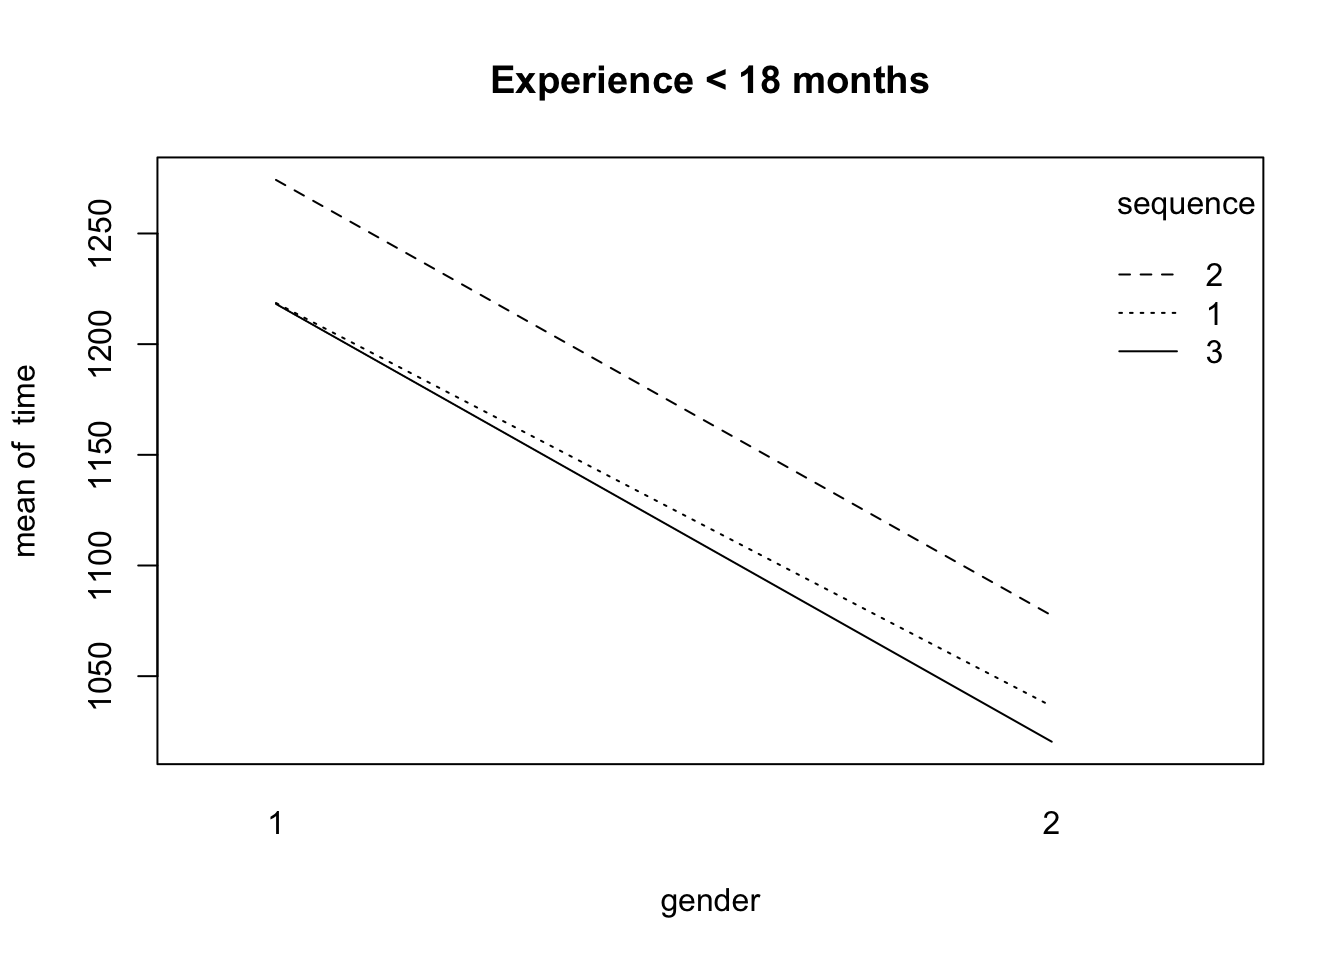 Experience < 18 months
mean of time
1250
1200
1150
1100
1050
sequence
2
1
3
1
2
gender